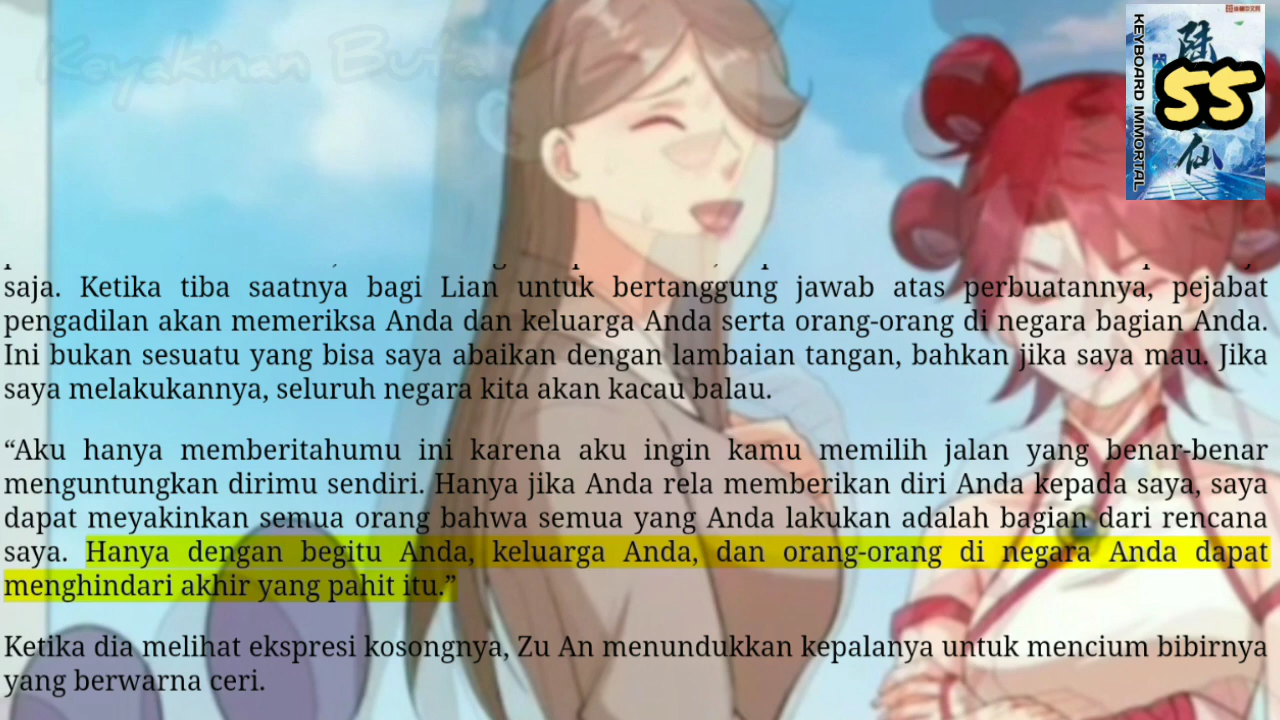 Keyakinan Buta
陆
KEYBOARD IMMORTAL
55
仙
saja. Ketika tiba saatnya bagi Lian untuk bertanggung jawab atas perbuatannya, pejabat
pengadilan akan memeriksa Anda dan keluarga Anda serta orang-orang di negara bagian Anda.
Ini bukan sesuatu yang bisa saya abaikan dengan lambaian tangan, bahkan jika saya mau. Jika
saya melakukannya, seluruh negara kita akan kacau balau.
“Aku hanya memberitahumu ini karena aku ingin kamu memilih jalan yang benar-benar
menguntungkan dirimu sendiri. Hanya jika Anda rela memberikan diri Anda kepada saya, saya
dapat meyakinkan semua orang bahwa semua yang Anda lakukan adalah bagian dari rencana
saya. Hanya dengan begitu Anda, keluarga Anda, dan orang-orang di negara Anda dapat
menghindari akhir yang pahit itu.”
Ketika dia melihat ekspresi kosongnya, Zu An menundukkan kepalanya untuk mencium bibirnya
yang berwarna ceri.